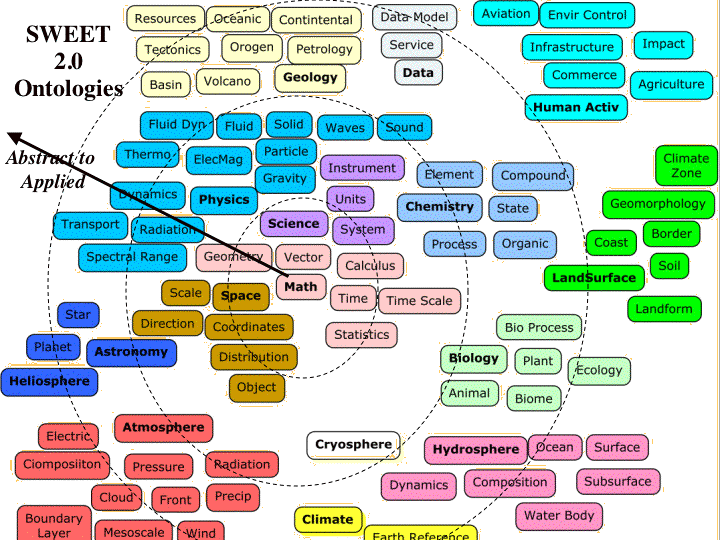 SWEET
2.0
Ontologies
Abstract to
Applied
Resources
Oceanic
Continental
Tectonics
Orogen
Petrology
Basin
Volcano
Geology
Data Model
Service
Data
Aviation
Envir Control
Infrastructure
Impact
Commerce
Agriculture
Human Activ
Fluid Dyn
Fluid
Solid
Waves
Sound
Thermo
ElecMag
Particle
Gravity
Dynamics
Physics
Transport
Radiation
Spectral Range
Instrument
Units
Science
System
Element
Compound
Chemistry
State
Process
Organic
Climate
Zone
Geomorphology
Border
Coast
Soil
LandSurface
Landform
Geometry
Vector
Calculus
Math
Time
Time Scale
Statistics
Scale
Space
Direction
Coordinates
Distribution
Object
Star
Planet
Astronomy
Heliosphere
Bio Process
Biology
Plant
Ecology
Animal
Biome
Atmosphere
Electric
Ciomposiiton
Pressure
Radiation
Cloud
Front
Precip
Boundary
Layer
Mesoscale
Wind
Cryosphere
Climate
Earth Reference
Hydrosphere
Ocean
Surface
Dynamics
Composition
Subsurface
Water Body